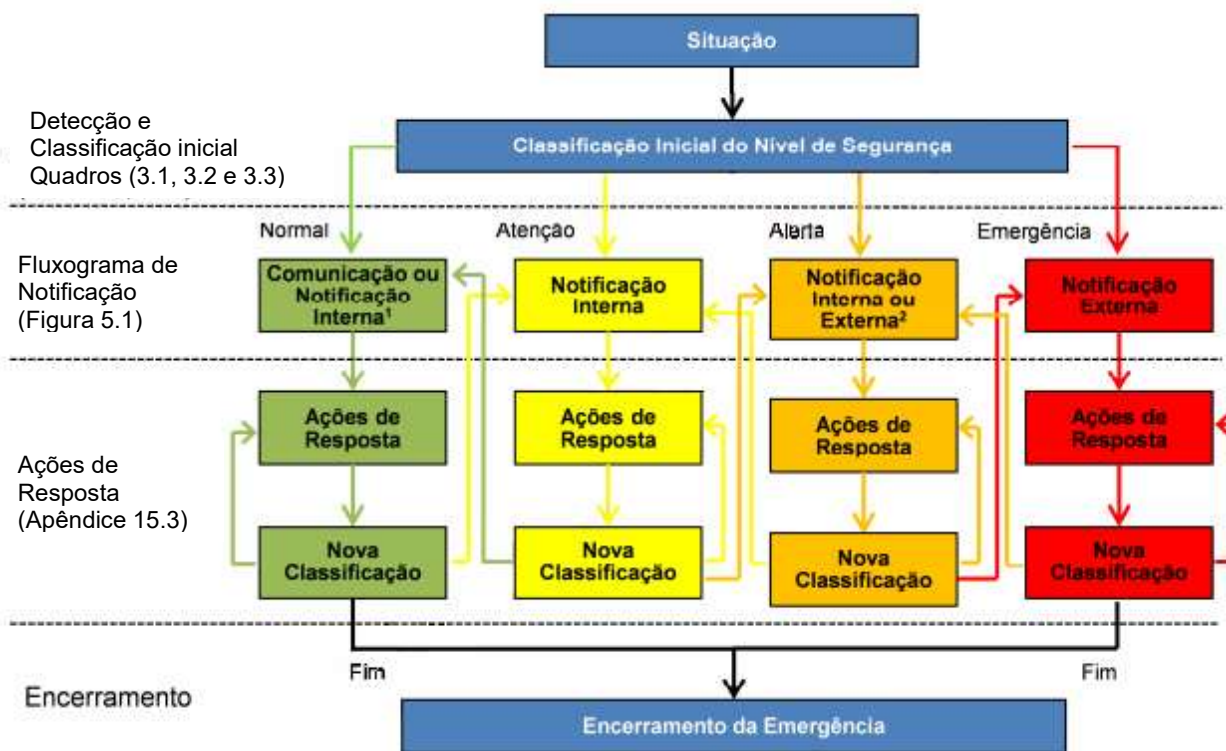 Situação
Detecção e
Classificação inicial
Quadros (3.1, 3.2 e 3.3)
Classificação Inicial do Nível de Segurança
Normal
Atenção
Alerta
Emergência
Fluxograma de
Notificação
(Figura 5.1)
Comunicação ou
Notificação
Interna¹
Notificação
Interna
Notificação
Interna ou
Externa²
Notificação
Externa
Ações de
Resposta
(Apêndice 15.3)
Ações de
Resposta
Ações de
Resposta
Ações de
Resposta
Ações de
Resposta
Nova
Classificação
Nova
Classificação
Nova
Classificação
Nova
Classificação
Fim
Fim
Encerramento
Encerramento da Emergência